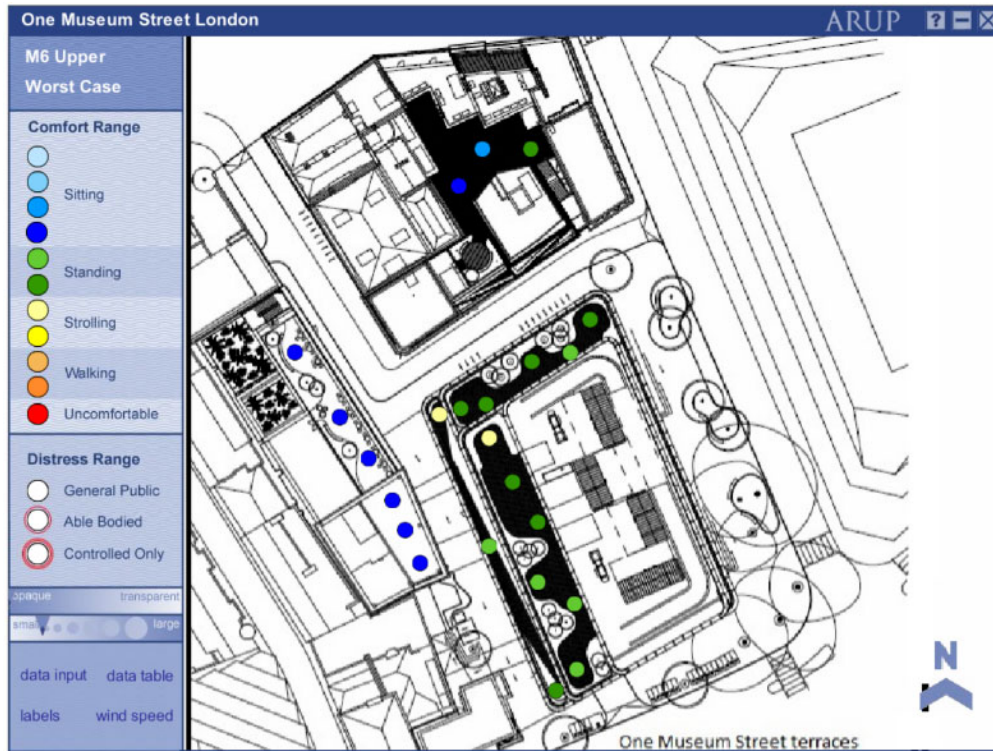 One Museum Street London
ARUP
?
M6 Upper
Worst Case
Comfort Range
Sitting
Standing
Strolling
Walking
Uncomfortable
Distress Range
General Public
Able Bodied
Controlled Only
opaque transparent
small large
data input data table
labels wind speed
N
One Museum Street terraces